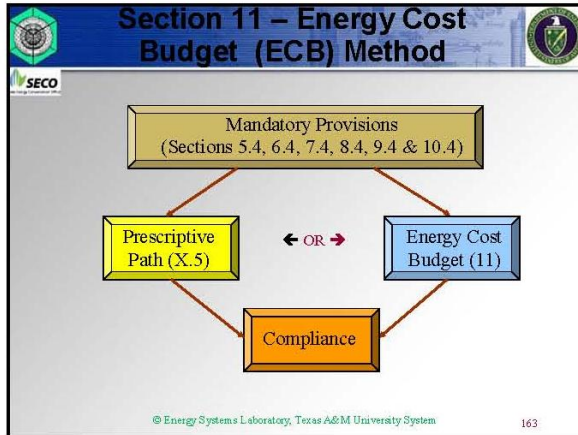 Section 11 – Energy Cost
Budget (ECB) Method
SECO
Mandatory Provisions
(Sections 5.4, 6.4, 7.4, 8.4, 9.4 & 10.4)
Prescriptive
Path (X.5)
← OR →
Energy Cost
Budget (11)
Compliance
© Energy Systems Laboratory, Texas A&M University System
163